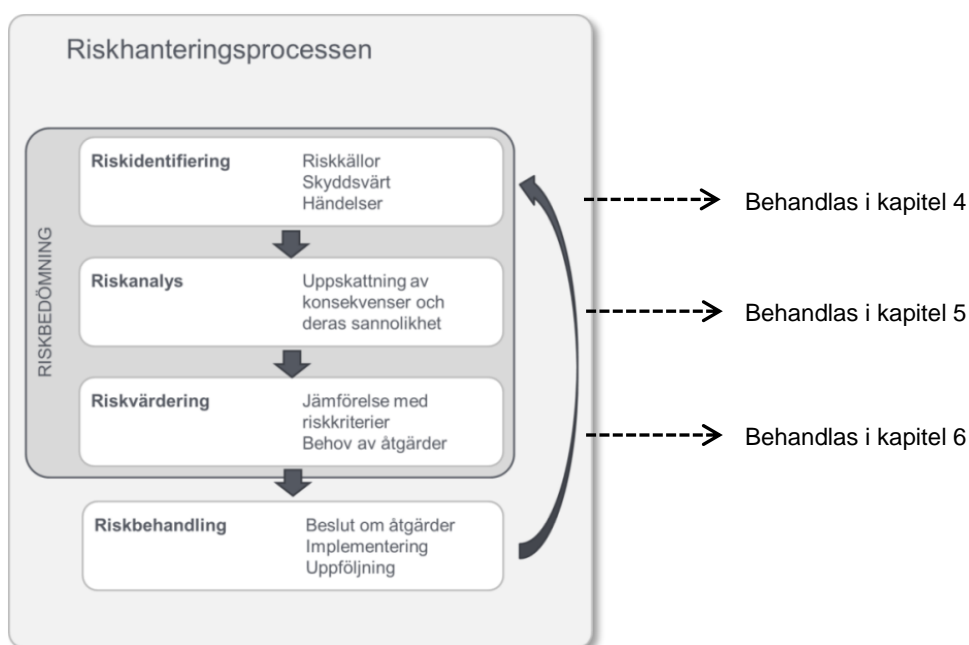 Riskhanteringsprocessen
RISKBEDÖMNING
Riskidentifiering
Riskkällor
Skyddsvärt
Händelser
Behandlas i kapitel 4
Riskanalys
Uppskattning av
konsekvenser och
deras sannolikhet
Behandlas i kapitel 5
Riskvärdering
Jämförelse med
riskkriterier
Behov av åtgärder
Behandlas i kapitel 6
Riskbehandling
Beslut om åtgärder
Implementering
Uppföljning